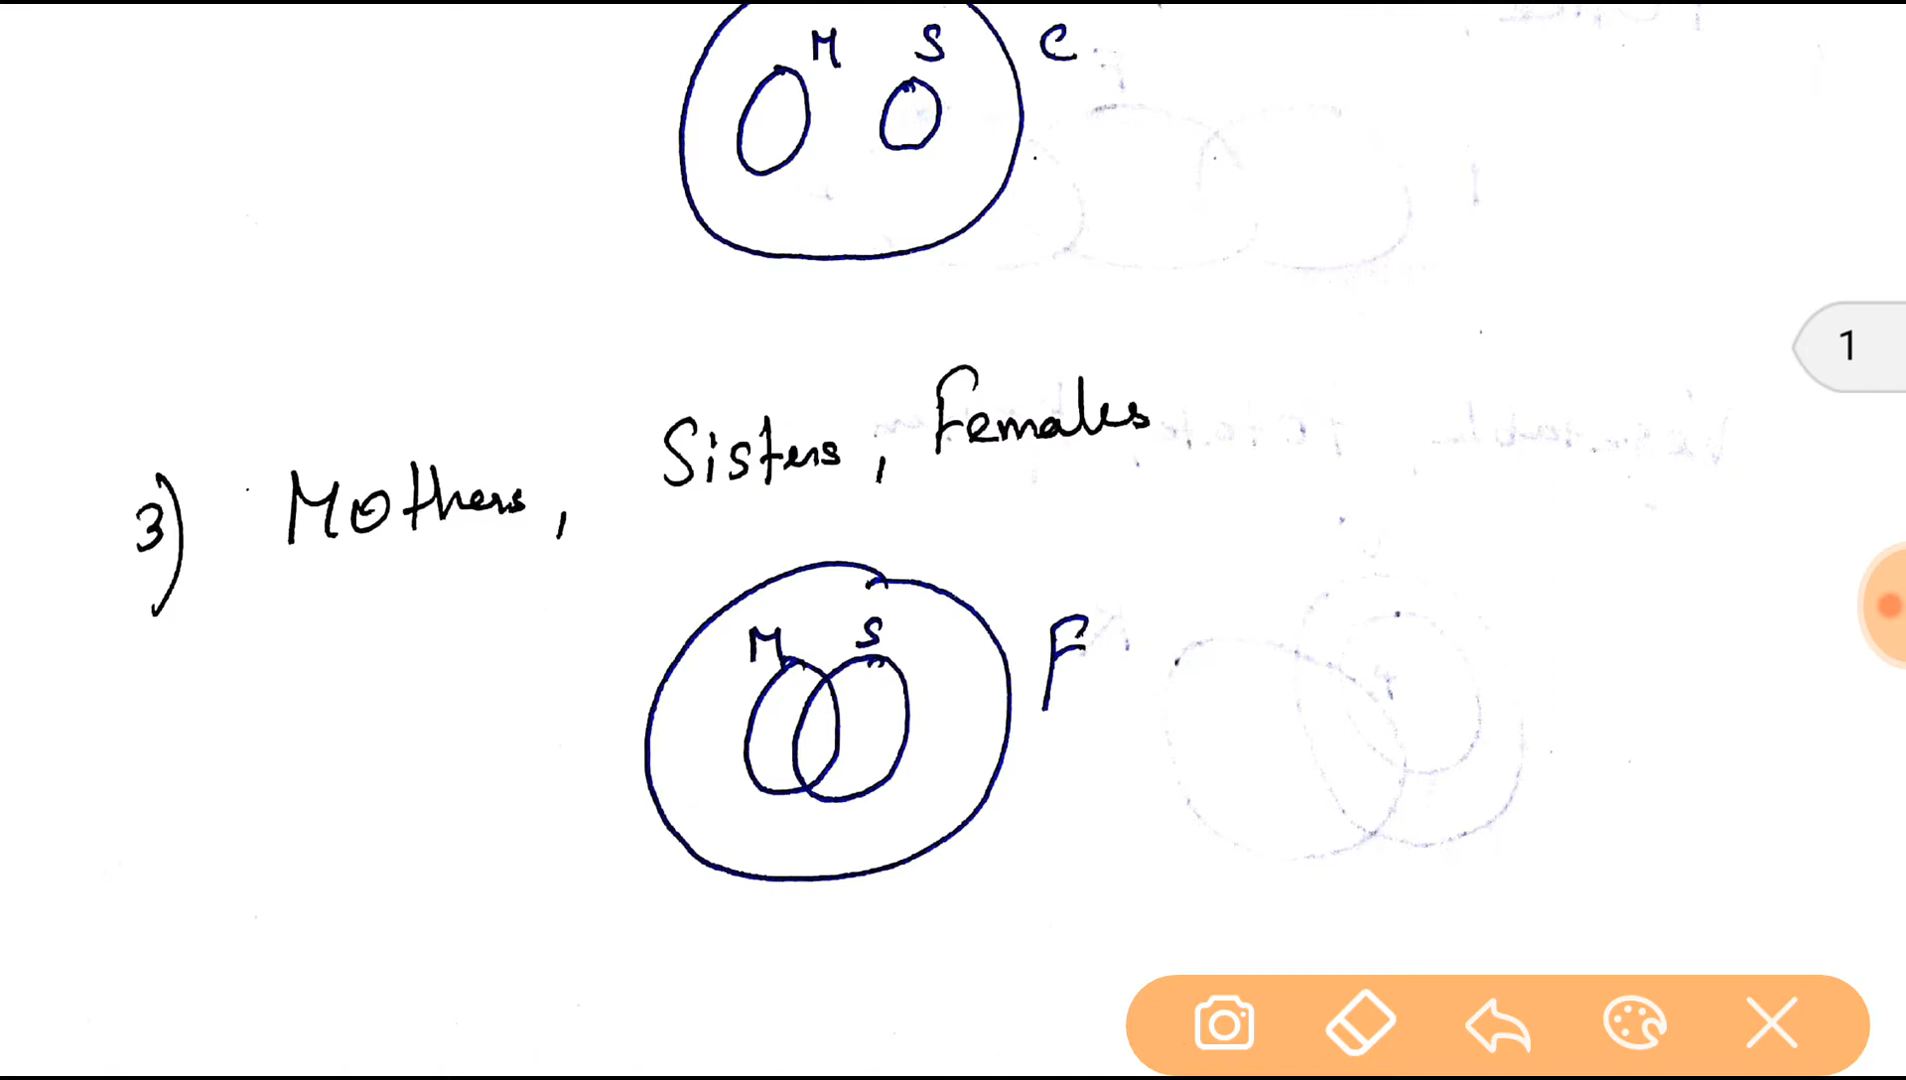 M S C
1
3) Mothers, Sisters, Females
M S F